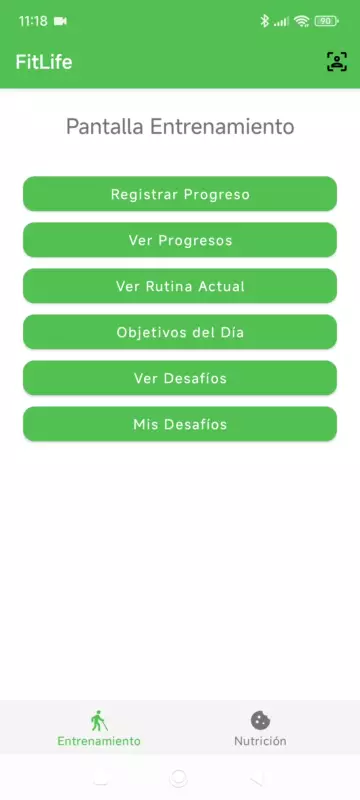 11:18
90
FitLife
Pantalla Entrenamiento
Registrar Progreso
Ver Progresos
Ver Rutina Actual
Objetivos del Día
Ver Desafíos
Mis Desafíos
Entrenamiento
Nutrición